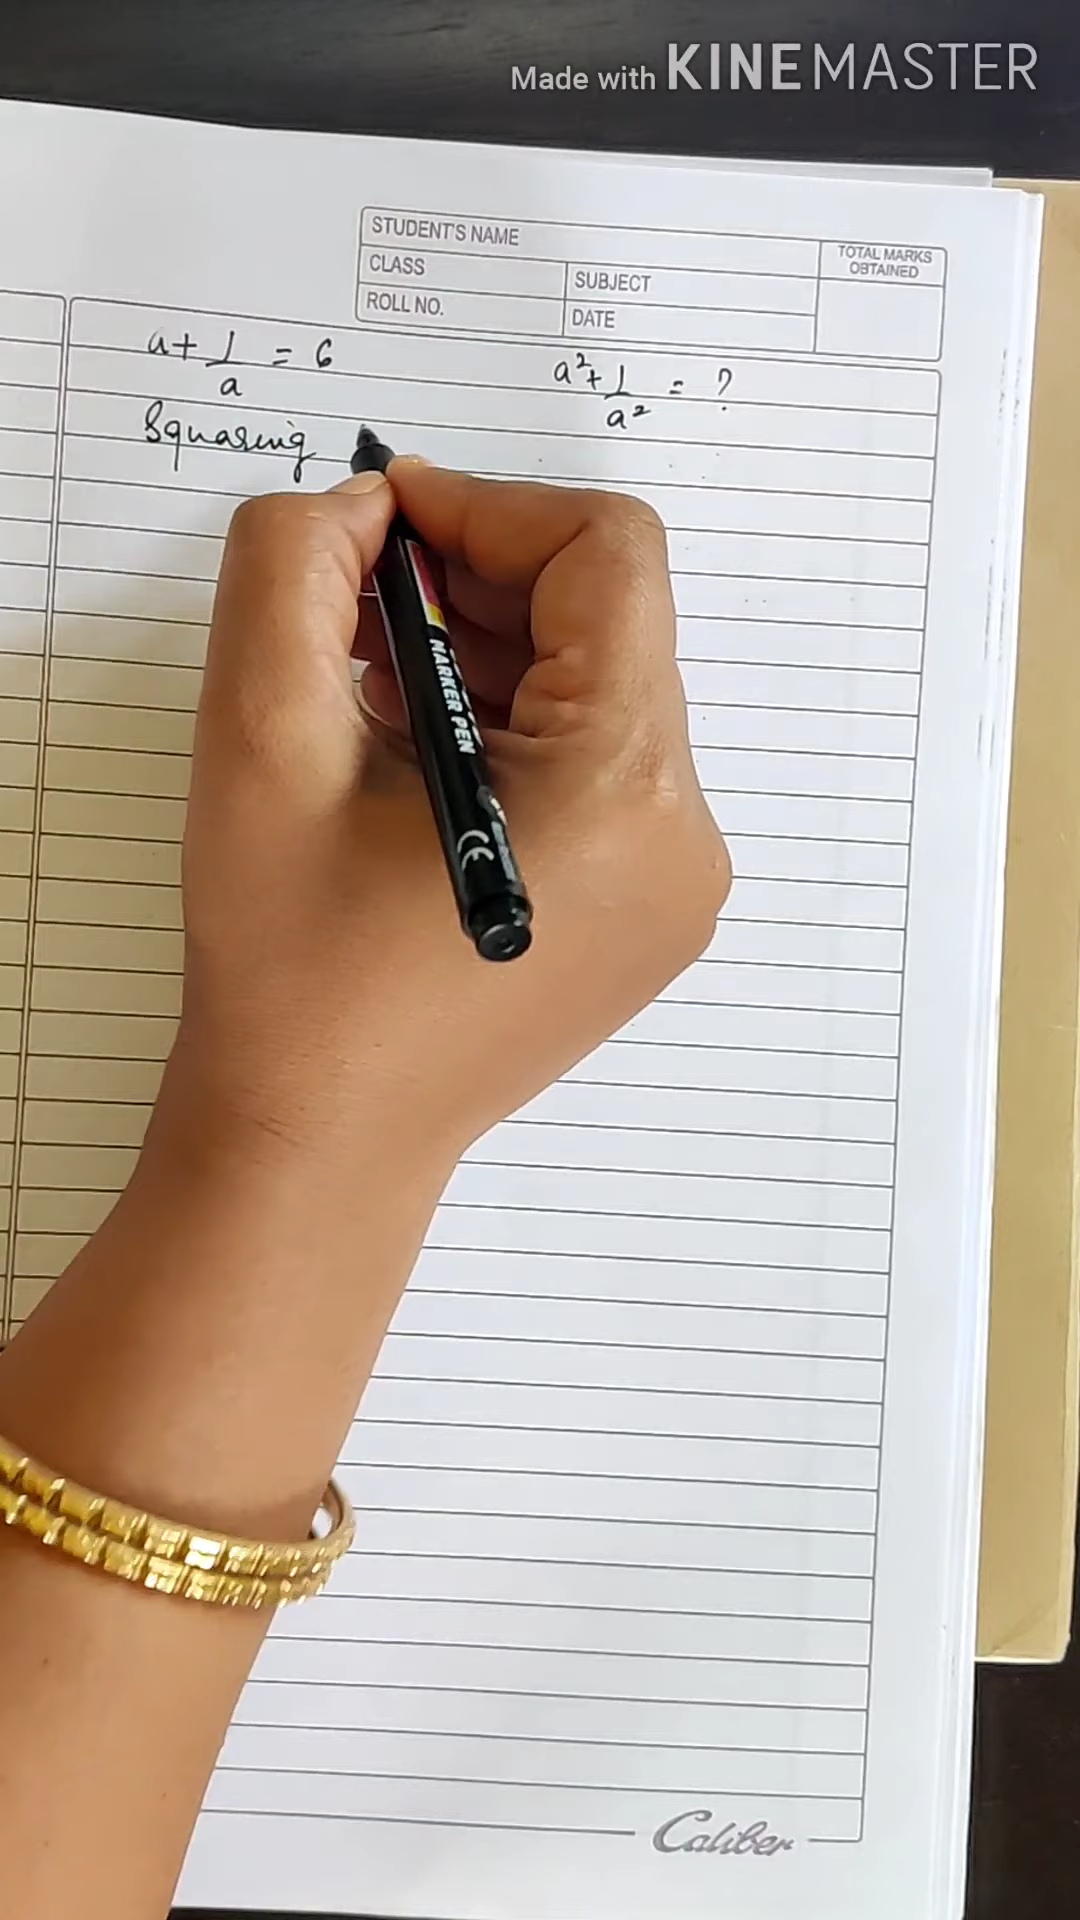 Made with KINEMASTER
STUDENT'S NAME
TOTAL MARKS
OBTAINED
CLASS
SUBJECT
ROLL NO.
DATE
a + 1/a = 6
a² + 1/a² = ?
Squaring
MARKER PEN
CE
Caliber